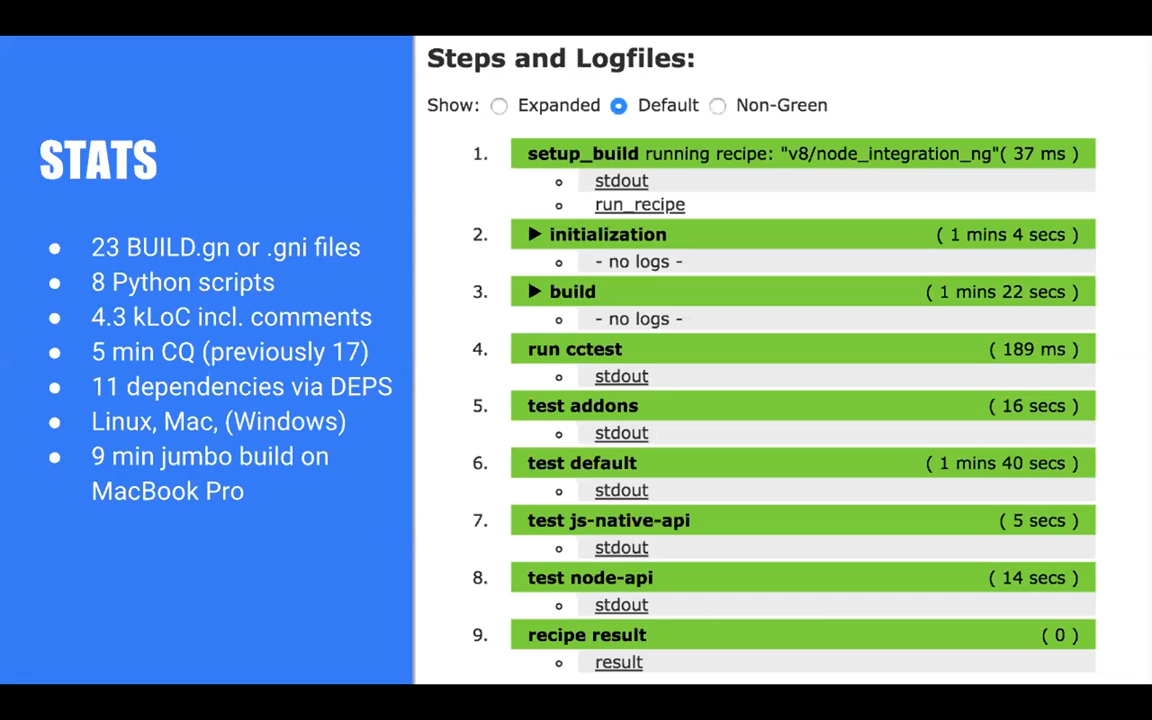 STATS
● 23 BUILD.gn or .gni files
● 8 Python scripts
● 4.3 kLoC incl. comments
● 5 min CQ (previously 17)
● 11 dependencies via DEPS
● Linux, Mac, (Windows)
● 9 min jumbo build on
MacBook Pro
Steps and Logfiles:
Show: Expanded Default Non-Green
1. setup_build running recipe: "v8/node_integration_ng"( 37 ms )
stdout
run_recipe
2. ▶ initialization ( 1 mins 4 secs )
- no logs -
3. ▶ build ( 1 mins 22 secs )
- no logs -
4. run cctest ( 189 ms )
stdout
5. test addons ( 16 secs )
stdout
6. test default ( 1 mins 40 secs )
stdout
7. test js-native-api ( 5 secs )
stdout
8. test node-api ( 14 secs )
stdout
9. recipe result ( 0 )
result